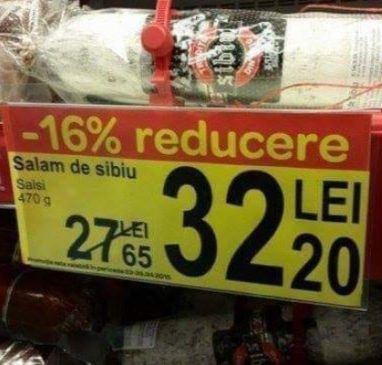 -16% reducere
Salam de sibiu
Salsi
470 g
27 LEI 65
32 LEI 20